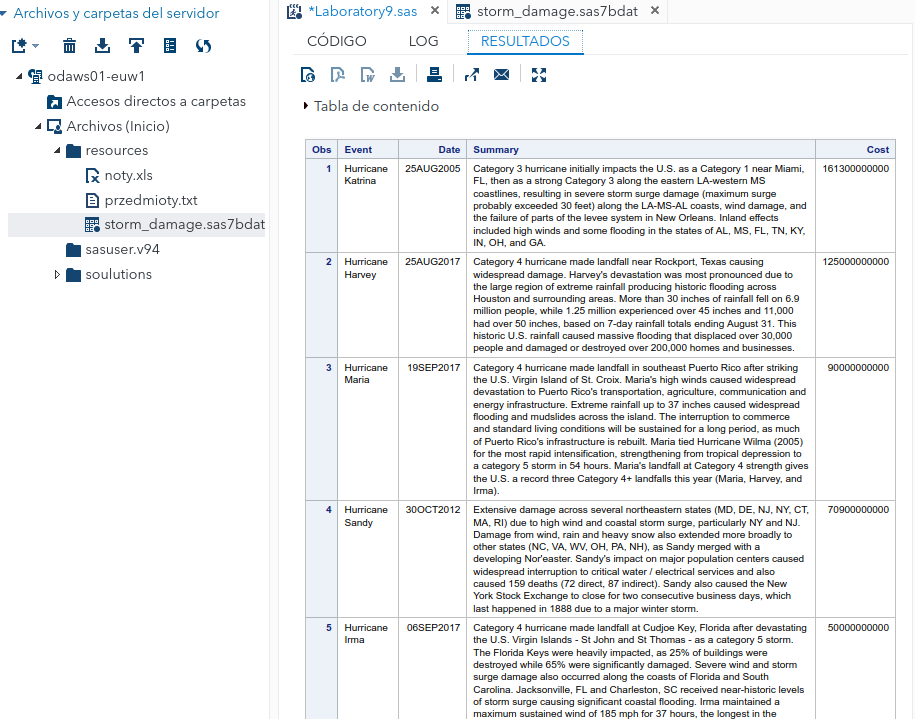 Archivos y carpetas del servidor
odaws01-euw1
Accesos directos a carpetas
Archivos (Inicio)
resources
noty.xls
przedmioty.txt
storm_damage.sas7bdat
sasuser.v94
soulutions
*Laboratory9.sas × storm_damage.sas7bdat ×
CÓDIGO LOG RESULTADOS
Tabla de contenido
Obs Event Date Summary Cost
1 Hurricane Katrina 25AUG2005 Category 3 hurricane initially impacts the U.S. as a Category 1 near Miami, 161300000000
FL, then as a strong Category 3 along the eastern LA-western MS
coastlines, resulting in severe storm surge damage (maximum surge
probably exceeded 30 feet) along the LA-MS-AL coasts, wind damage, and
the failure of parts of the levee system in New Orleans. Inland effects
included high winds and some flooding in the states of AL, MS, FL, TN, KY,
IN, OH, and GA.
2 Hurricane Harvey 25AUG2017 Category 4 hurricane made landfall near Rockport, Texas causing 125000000000
widespread damage. Harvey's devastation was most pronounced due to
the large region of extreme rainfall producing historic flooding across
Houston and surrounding areas. More than 30 inches of rainfall fell on 6.9
million people, while 1.25 million experienced over 45 inches and 11,000
had over 50 inches, based on 7-day rainfall totals ending August 31. This
historic U.S. rainfall caused massive flooding that displaced over 30,000
people and damaged or destroyed over 200,000 homes and businesses.
3 Hurricane Maria 19SEP2017 Category 4 hurricane made landfall in southeast Puerto Rico after striking 90000000000
the U.S. Virgin Island of St. Croix. Maria's high winds caused widespread
devastation to Puerto Rico's transportation, agriculture, communication and
energy infrastructure. Extreme rainfall up to 37 inches caused widespread
flooding and mudslides across the island. The interruption to commerce
and standard living conditions will be sustained for a long period, as much
of Puerto Rico's infrastructure is rebuilt. Maria tied Hurricane Wilma (2005)
for the most rapid intensification, strengthening from tropical depression to
a category 5 storm in 54 hours. Maria's landfall at Category 4 strength gives
the U.S. a record three Category 4+ landfalls this year (Maria, Harvey, and
Irma).
4 Hurricane Sandy 30OCT2012 Extensive damage across several northeastern states (MD, DE, NJ, NY, CT, 70900000000
MA, RI) due to high wind and coastal storm surge, particularly NY and NJ.
Damage from wind, rain and heavy snow also extended more broadly to
other states (NC, VA, WV, OH, PA, NH), as Sandy merged with a
developing Nor'easter. Sandy's impact on major population centers caused
widespread interruption to critical water / electrical services and also
caused 159 deaths (72 direct, 87 indirect). Sandy also caused the New
York Stock Exchange to close for two consecutive business days, which
last happened in 1888 due to a major winter storm.
5 Hurricane Irma 06SEP2017 Category 4 hurricane made landfall at Cudjoe Key, Florida after devastating 50000000000
the U.S. Virgin Islands - St John and St Thomas - as a category 5 storm.
The Florida Keys were heavily impacted, as 25% of buildings were
destroyed while 65% were significantly damaged. Severe wind and storm
surge damage also occurred along the coasts of Florida and South
Carolina. Jacksonville, FL and Charleston, SC received near-historic levels
of storm surge causing significant coastal flooding. Irma maintained a
maximum sustained wind of 185 mph for 37 hours, the longest in the